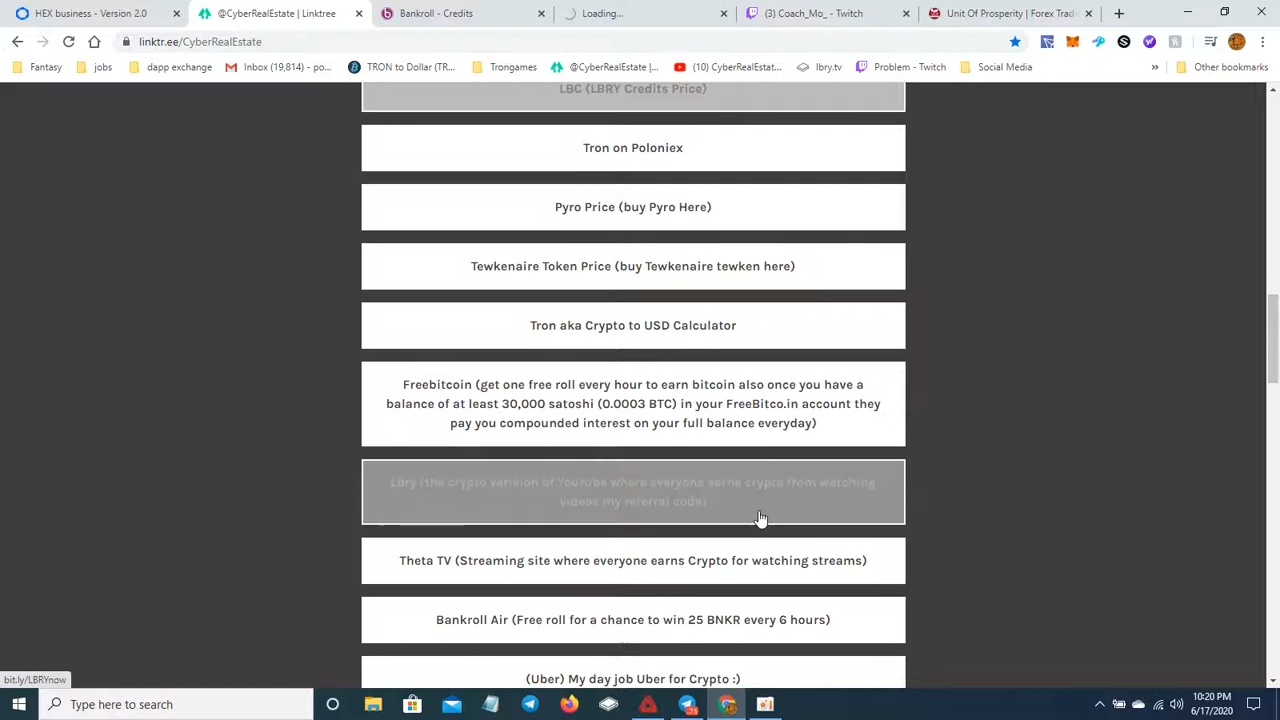 HEX business - Version 2.0
@CyberRealEstate | Linktree
Bankroll - Credits
Loading...
(3) Coach_Mo_ - Twitch
Unit Of Prosperity | Forex Tradi
linktr.ee/CyberRealEstate
Fantasy
jobs
dapp exchange
Inbox (19,814) - po...
TRON to Dollar (TR...
Trongames
@CyberRealEstate |...
(10) CyberRealEstat...
lbry.tv
Problem - Twitch
Social Media
»
Other bookmarks
LBC (LBRY Credits Price)
Tron on Poloniex
Pyro Price (buy Pyro Here)
Tewkenaire Token Price (buy Tewkenaire tewken here)
Tron aka Crypto to USD Calculator
Freebitcoin (get one free roll every hour to earn bitcoin also once you have a
balance of at least 30,000 satoshi (0.0003 BTC) in your FreeBitco.in account they
pay you compounded interest on your full balance everyday)
Lbry (the crypto version of Youtube where everyone earns crypto from watching
videos my referral code)
Theta TV (Streaming site where everyone earns Crypto for watching streams)
Bankroll Air (Free roll for a chance to win 25 BNKR every 6 hours)
(Uber) My day job Uber for Crypto :)
bit.ly/LBRYnow
Type here to search
10:20 PM
6/17/2020